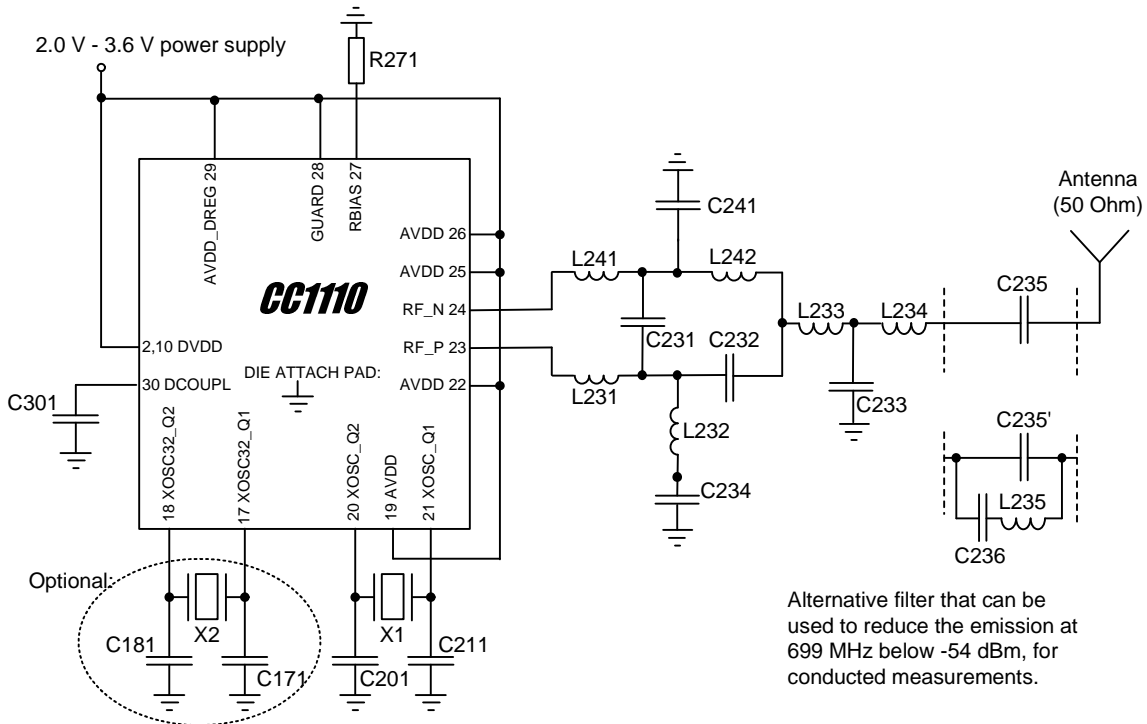 2.0 V - 3.6 V power supply
R271
AVDD_DREG 29
GUARD 28
RBIAS 27
C241
Antenna
(50 Ohm)
AVDD 26
AVDD 25
L241
L242
CC1110
RF_N 24
C235
L233
L234
C231
C232
2,10 DVDD
RF_P 23
30 DCOUPL
DIE ATTACH PAD:
AVDD 22
L231
C233
C301
L232
C235'
18 XOSC32_Q2
17 XOSC32_Q1
20 XOSC_Q2
19 AVDD
21 XOSC_Q1
C234
L235
C236
Optional:
X2
X1
C181
C171
C201
C211
Alternative filter that can be
used to reduce the emission at
699 MHz below -54 dBm, for
conducted measurements.